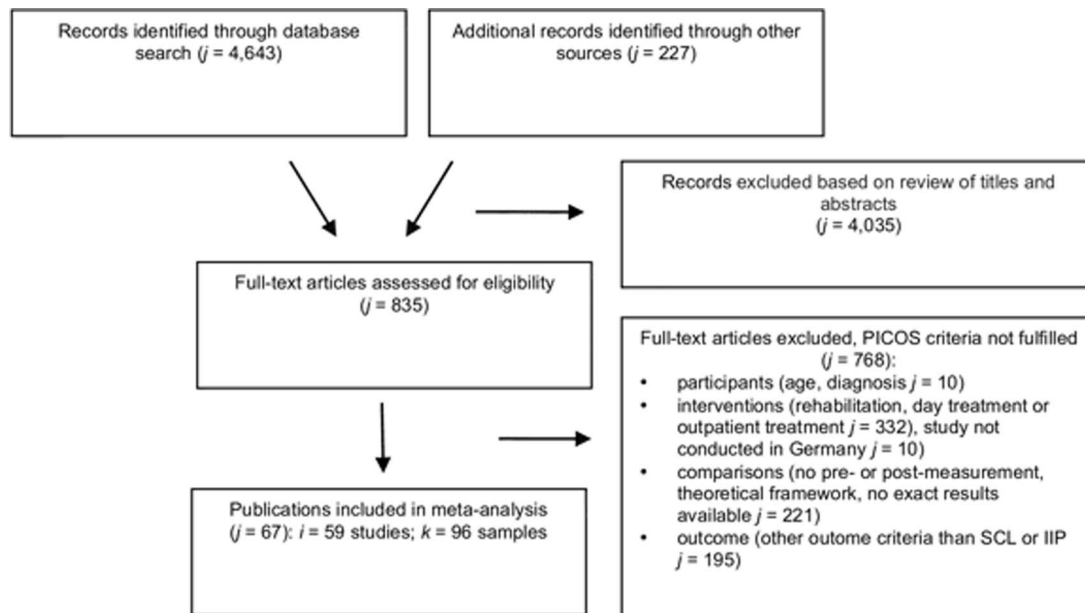 Records identified through database
search (j = 4,643)
Additional records identified through other
sources (j = 227)
Records excluded based on review of titles and
abstracts
(j = 4,035)
Full-text articles assessed for eligibility
(j = 835)
Full-text articles excluded, PICOS criteria not fulfilled
(j = 768):
• participants (age, diagnosis j = 10)
• interventions (rehabilitation, day treatment or
outpatient treatment j = 332), study not
conducted in Germany j = 10)
• comparisons (no pre- or post-measurement,
theoretical framework, no exact results
available j = 221)
• outcome (other outome criteria than SCL or IIP
j = 195)
Publications included in meta-analysis
(j = 67): i = 59 studies; k = 96 samples